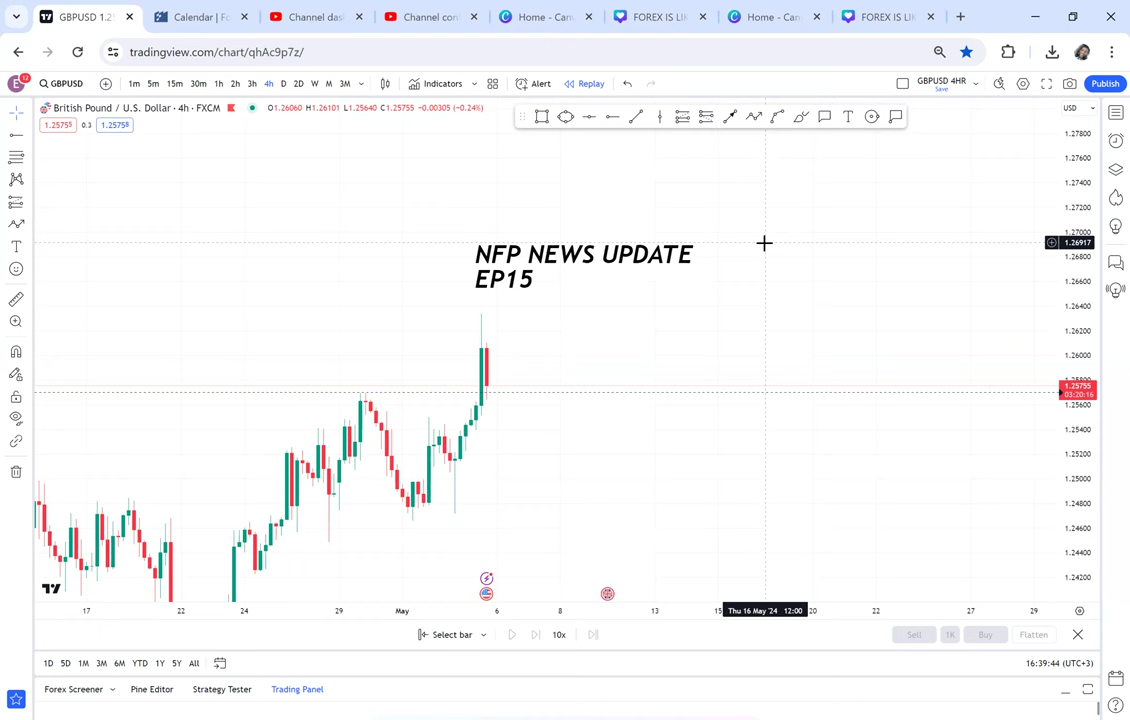 GBPUSD 1.2
Calendar | F
Channel das
Channel con
Home - Can
FOREX IS LIK
Home - Can
FOREX IS LIK
tradingview.com/chart/qhAc9p7z/
E 12 GBPUSD 1m 5m 15m 30m 1h 2h 3h 4h D 2D W M 3M Indicators Alert Replay GBPUSD 4HR Save Publish
British Pound / U.S. Dollar · 4h · FXCM O1.26060 H1.26101 L1.25640 C1.25755 −0.00305 (−0.24%)
USD
1.25755 0.3 1.25758
1.27800
1.27600
1.27400
1.27200
1.27000
1.26917
1.26800
1.26600
1.26400
1.26200
1.26000
1.25755
03:20:16
1.25600
1.25400
1.25200
1.25000
1.24800
1.24600
1.24400
1.24200
NFP NEWS UPDATE
EP15
17 22 24 29 May 6 8 13 15 Thu 16 May '24 12:00 20 22 27 29
Select bar 10x Sell 1K Buy Flatten
1D 5D 1M 3M 6M YTD 1Y 5Y All 16:39:44 (UTC+3)
Forex Screener Pine Editor Strategy Tester Trading Panel